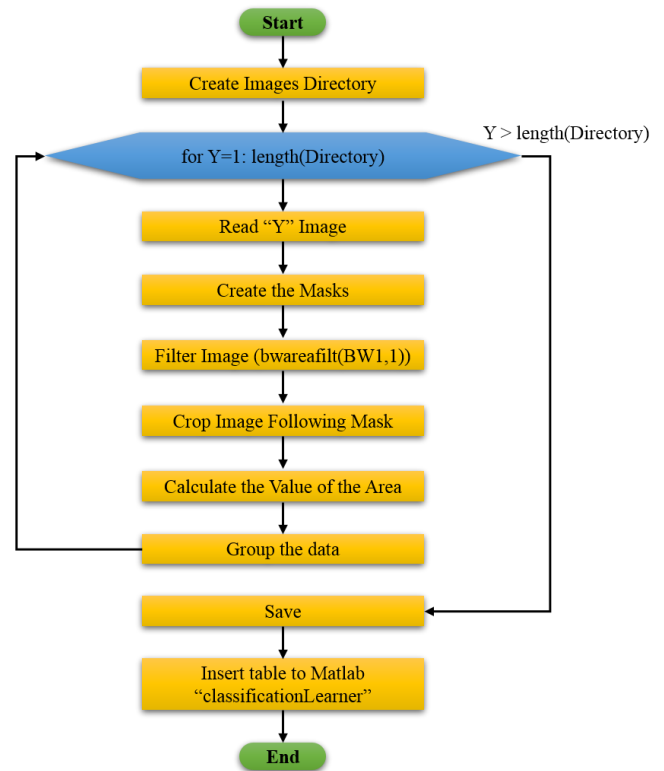 Start
Create Images Directory
Y > length(Directory)
for Y=1: length(Directory)
Read “Y” Image
Create the Masks
Filter Image (bwareafilt(BW1,1))
Crop Image Following Mask
Calculate the Value of the Area
Group the data
Save
Insert table to Matlab
“classificationLearner”
End